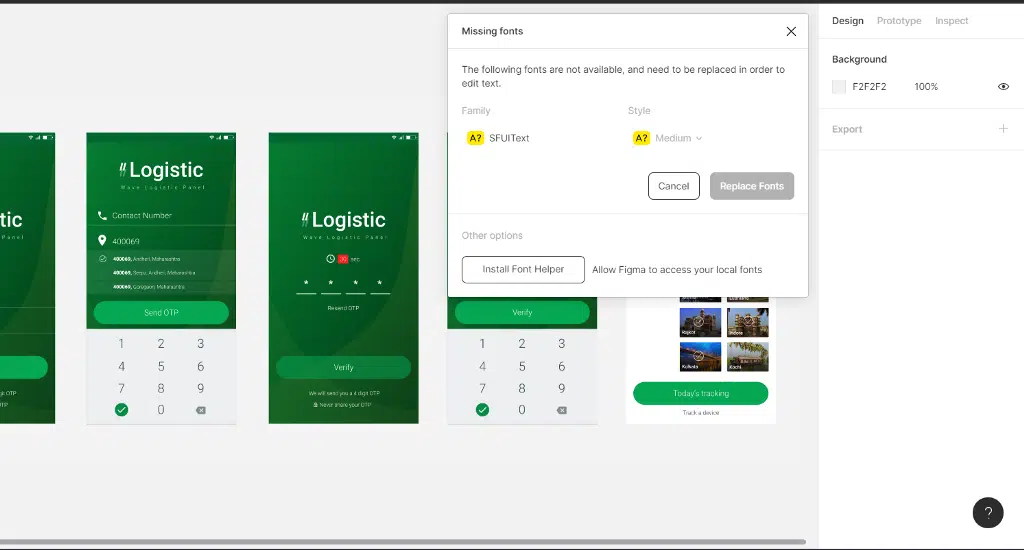 Design Prototype Inspect
Missing fonts
Background
The following fonts are not available, and need to be replaced in order to
edit text.
F2F2F2 100%
Family Style
Export
A? SFUIText A? Medium
Cancel Replace Fonts
Other options
Install Font Helper Allow Figma to access your local fonts
tic
Panel
Verify
Logistic
Wave Logistic Panel
Contact Number
400069
400069, Andheri, Maharashtra
400069, Seepz, Andheri, Maharashtra
400069, Goregaon, Maharashtra
Send OTP
1 2 3
4 5 6
7 8 9
0
Logistic
Wave Logistic Panel
30 sec
* * * *
Resend OTP
Verify
We will send you a 4 digit OTP
Never share your OTP
1 2 3
4 5 6
7 8 9
0
Rajkot Indore
Kolkata Kochi
Today's tracking
Track a device
?